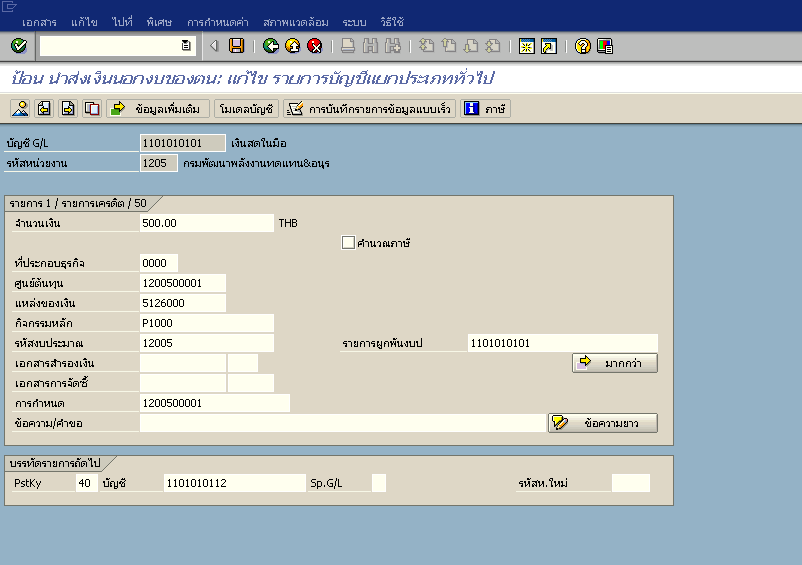 เอกสาร แก้ไข ไปที่ พิเศษ การกำหนดค่า สภาพแวดล้อม ระบบ วิธีใช้
ป้อน นำส่งเงินนอกงบของตน: แก้ไข รายการบัญชีแยกประเภททั่วไป
ข้อมูลเพิ่มเติม โมเดลบัญชี การบันทึกรายการข้อมูลแบบเร็ว ภาษี
บัญชี G/L 1101010101 เงินสดในมือ
รหัสหน่วยงาน 1205 กรมพัฒนาพลังงานทดแทน&อนุร
รายการ 1 / รายการเครดิต / 50
จำนวนเงิน 500.00 THB
คำนวณภาษี
ที่ประกอบธุรกิจ 0000
ศูนย์ต้นทุน 1200500001
แหล่งของเงิน 5126000
กิจกรรมหลัก P1000
รหัสงบประมาณ 12005 รายการผูกพันงบป 1101010101
เอกสารสำรองเงิน มากกว่า
เอกสารการจัดซื้
การกำหนด 1200500001
ข้อความ/คำขอ ข้อความยาว
บรรทัดรายการถัดไป
PstKy 40 บัญชี 1101010112 Sp.G/L รหัสห.ใหม่